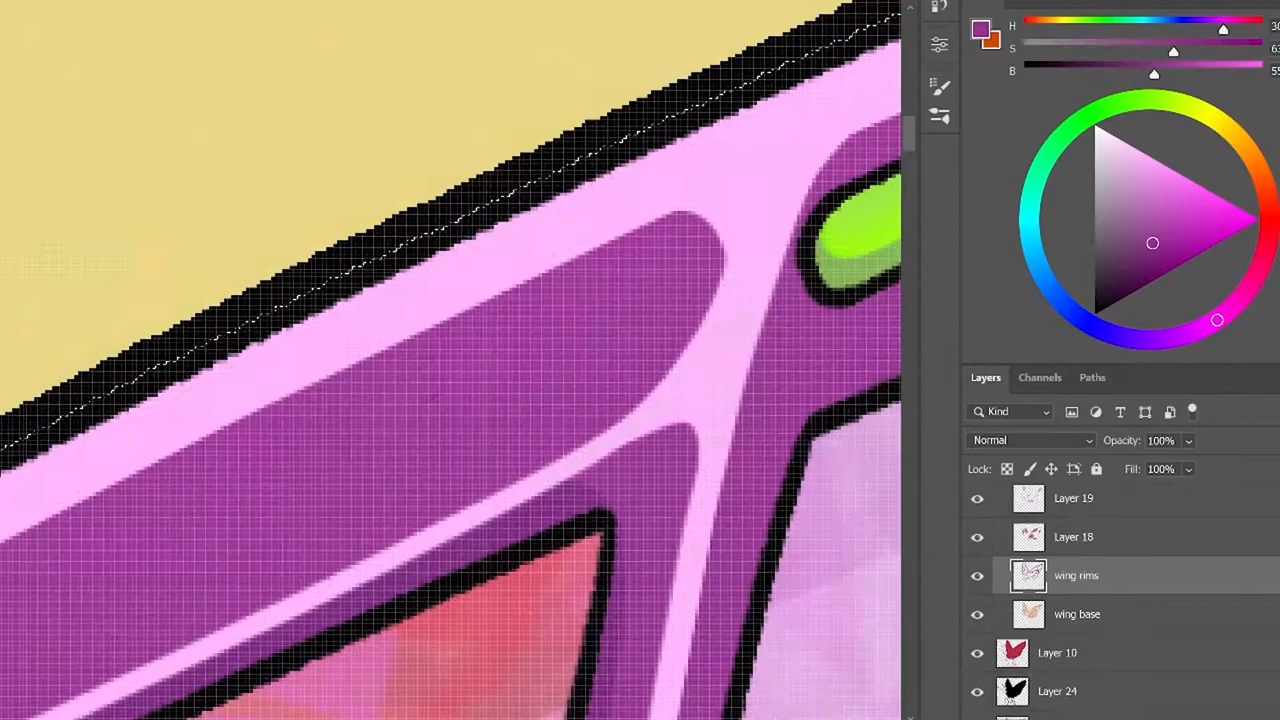 H
S
B
Layers Channels Paths
Kind
Normal Opacity: 100%
Lock: Fill: 100%
Layer 19
Layer 18
wing rims
wing base
Layer 10
Layer 24